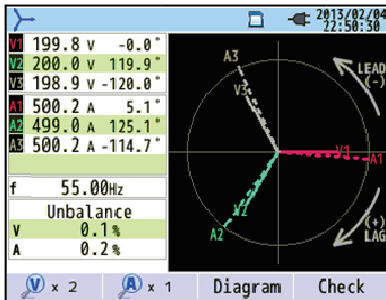 2013/02/04
22:50:30
V1 199.8 V -0.0°
V2 200.0 V 119.9°
V3 198.9 V -120.0°
A1 500.2 A 5.1°
A2 499.0 A 125.1°
A3 500.2 A -114.7°
f 55.00Hz
Unbalance
V 0.1%
A 0.2%
A3
V3
V1
A1
V2
A2
LEAD
(-)
(+)
LAG
V × 2
A × 1
Diagram
Check